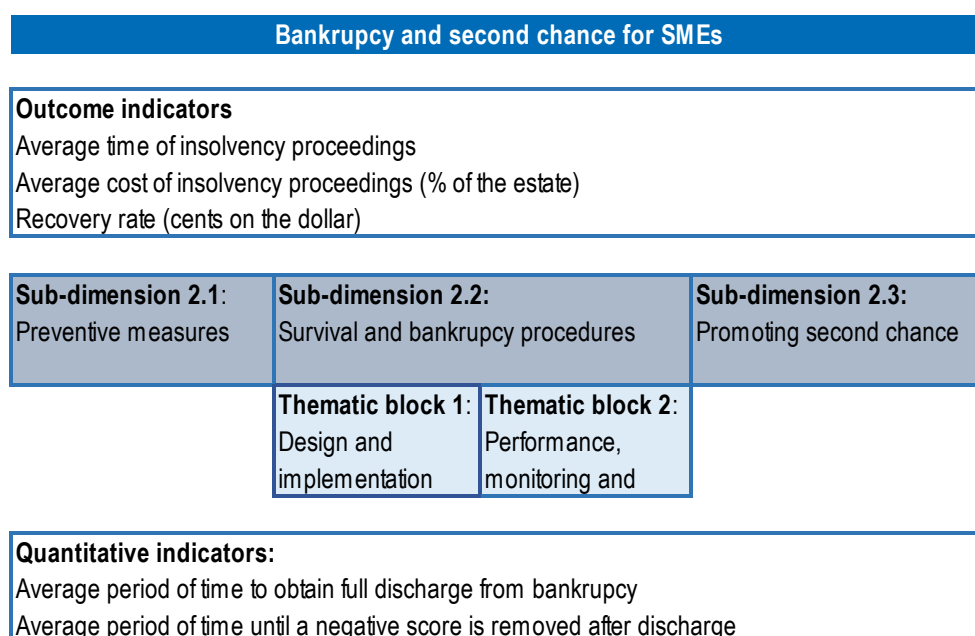 Bankrupcy and second chance for SMEs
Outcome indicators
Average time of insolvency proceedings
Average cost of insolvency proceedings (% of the estate)
Recovery rate (cents on the dollar)
Sub-dimension 2.1:
Preventive measures
Sub-dimension 2.2:
Survival and bankrupcy procedures
Sub-dimension 2.3:
Promoting second chance
Thematic block 1:
Design and
implementation
Thematic block 2:
Performance,
monitoring and
Quantitative indicators:
Average period of time to obtain full discharge from bankrupcy
Average period of time until a negative score is removed after discharge